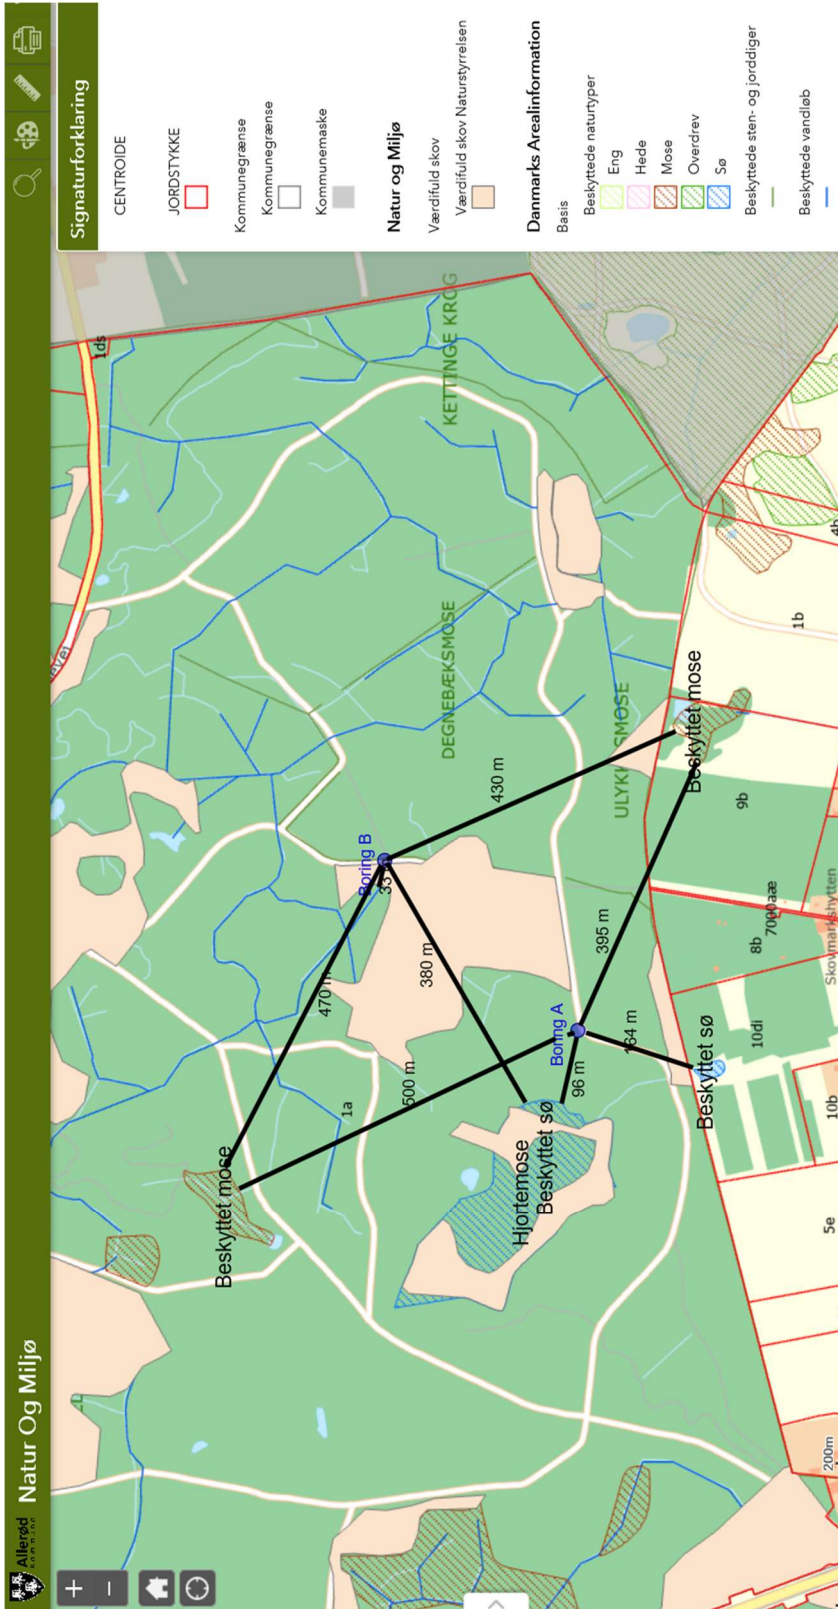 Allerød
Kommune
Natur Og Miljø
Signaturforklaring
CENTROIDE
JORDSTYKKE
Kommunegrænse
Kommunegrænse
Kommunemaske
Natur og Miljø
Værdifuld skov
Værdifuld skov Naturstyrrelsen
Danmarks Arealinformation
Basis
Beskyttede naturtyper
Eng
Hede
Mose
Overdrev
Sø
Beskyttede sten- og jorddiger
Beskyttede vandløb
1ds
KETTINGE KROG
DEGNEBÆKSMOSE
Boring B
33
430 m
470 m
380 m
395 m
Boring A
500 m
96 m
164 m
1a
Beskyttet mose
Hjortemose
Beskyttet sø
Beskyttet sø
Beskyttet mose
1b
9b
8b
7000aæ
Skovmarkshytten
10di
10b
5e
4b
200m